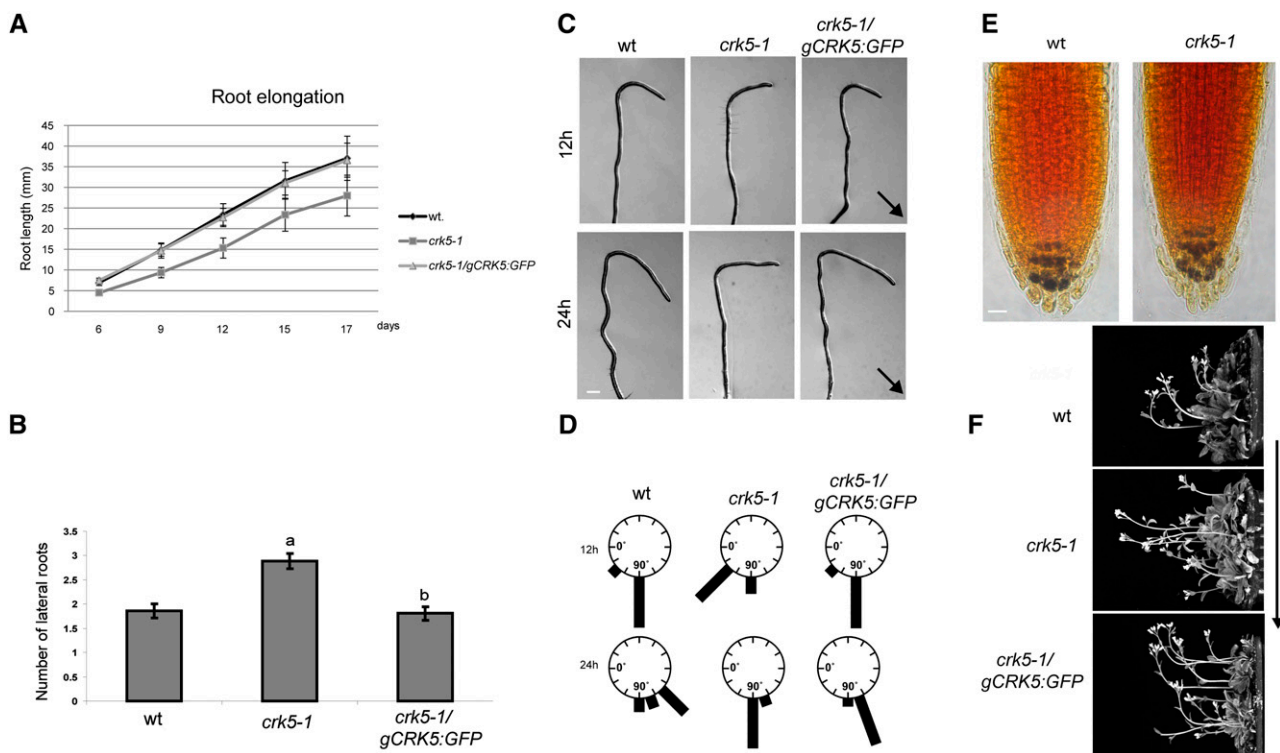 A
Root elongation
Root length (mm)
45
40
35
30
25
20
15
10
5
0
6 9 12 15 17 days
wt.
crk5-1
crk5-1/gCRK5:GFP
B
Number of lateral roots
3.5
3
2.5
2
1.5
1
0.5
0
a
b
wt crk5-1 crk5-1/
gCRK5:GFP
C
wt crk5-1 crk5-1/
gCRK5:GFP
12h
24h
D
wt crk5-1 crk5-1/
gCRK5:GFP
12h 0° 90° 0° 90° 0° 90°
24h 0° 90° 0° 90° 0° 90°
E
wt crk5-1
crk5-1
F
wt
crk5-1
crk5-1/
gCRK5:GFP